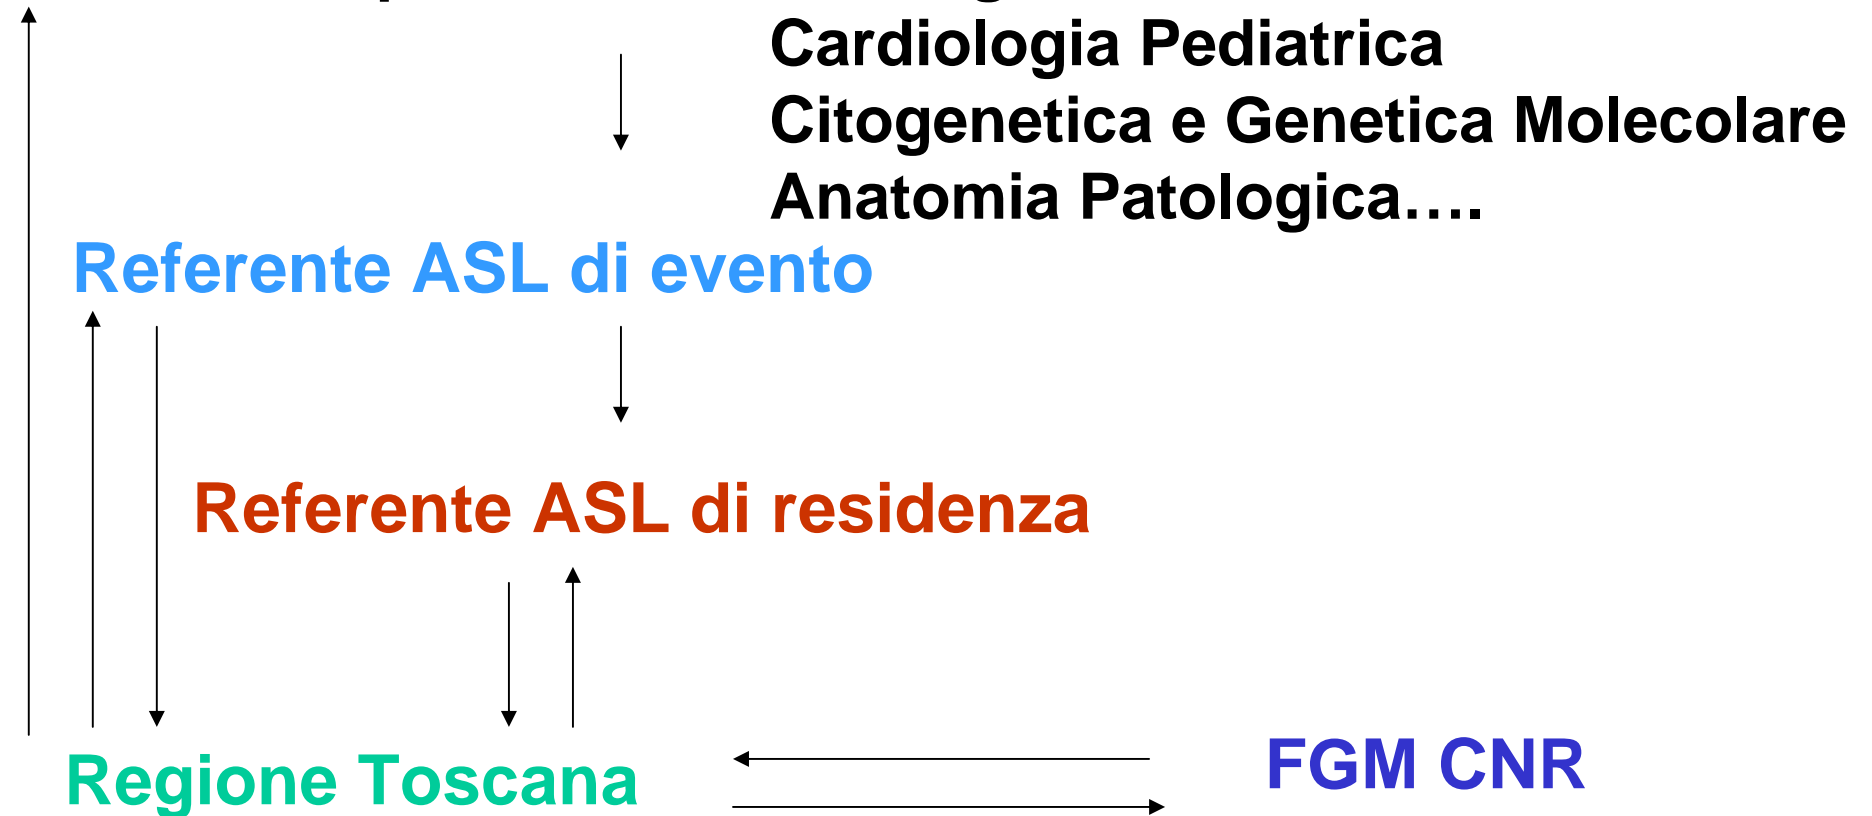 Cardiologia Pediatrica
Citogenetica e Genetica Molecolare
Anatomia Patologica….
Referente ASL di evento
Referente ASL di residenza
Regione Toscana
FGM CNR